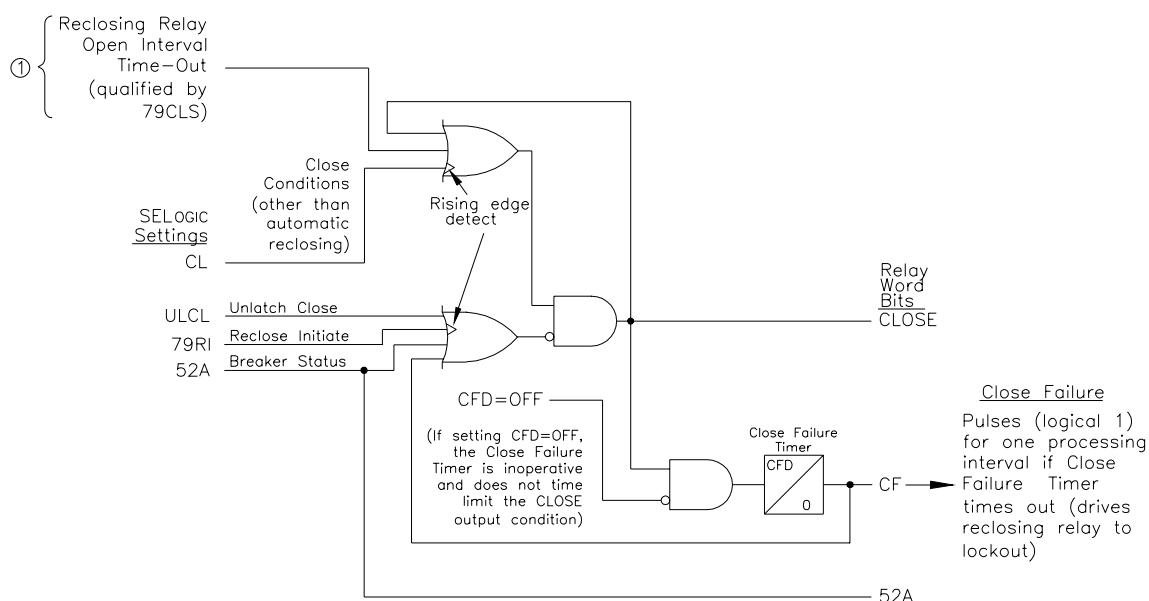 Reclosing Relay
Open Interval
Time-Out
(qualified by
79CLS)
1
Close
Conditions
(other than
automatic
reclosing)
Rising edge
detect
SELOGIC
Settings
CL
ULCL
Unlatch Close
79RI
Reclose Initiate
52A
Breaker Status
Relay
Word
Bits
CLOSE
CFD=OFF
(If setting CFD=OFF,
the Close Failure
Timer is inoperative
and does not time
limit the CLOSE
output condition)
Close Failure
Timer
CFD
0
CF
Close Failure
Pulses (logical 1)
for one processing
interval if Close
Failure Timer
times out (drives
reclosing relay to
lockout)
52A